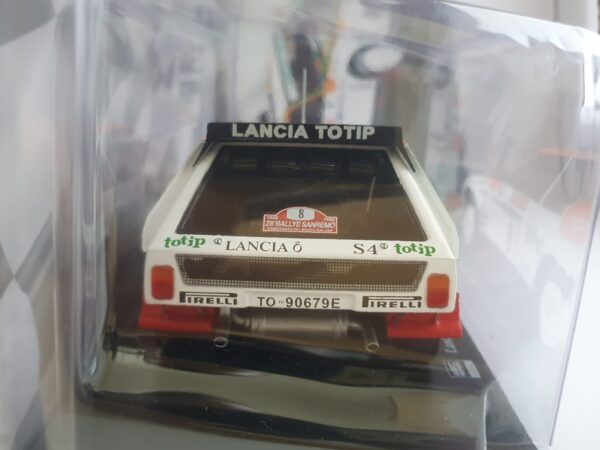 LANCIA TOTIP
8
28° RALLYE SANREMO
totip LANCIA S4 totip
PIRELLI TO 90679E PIRELLI